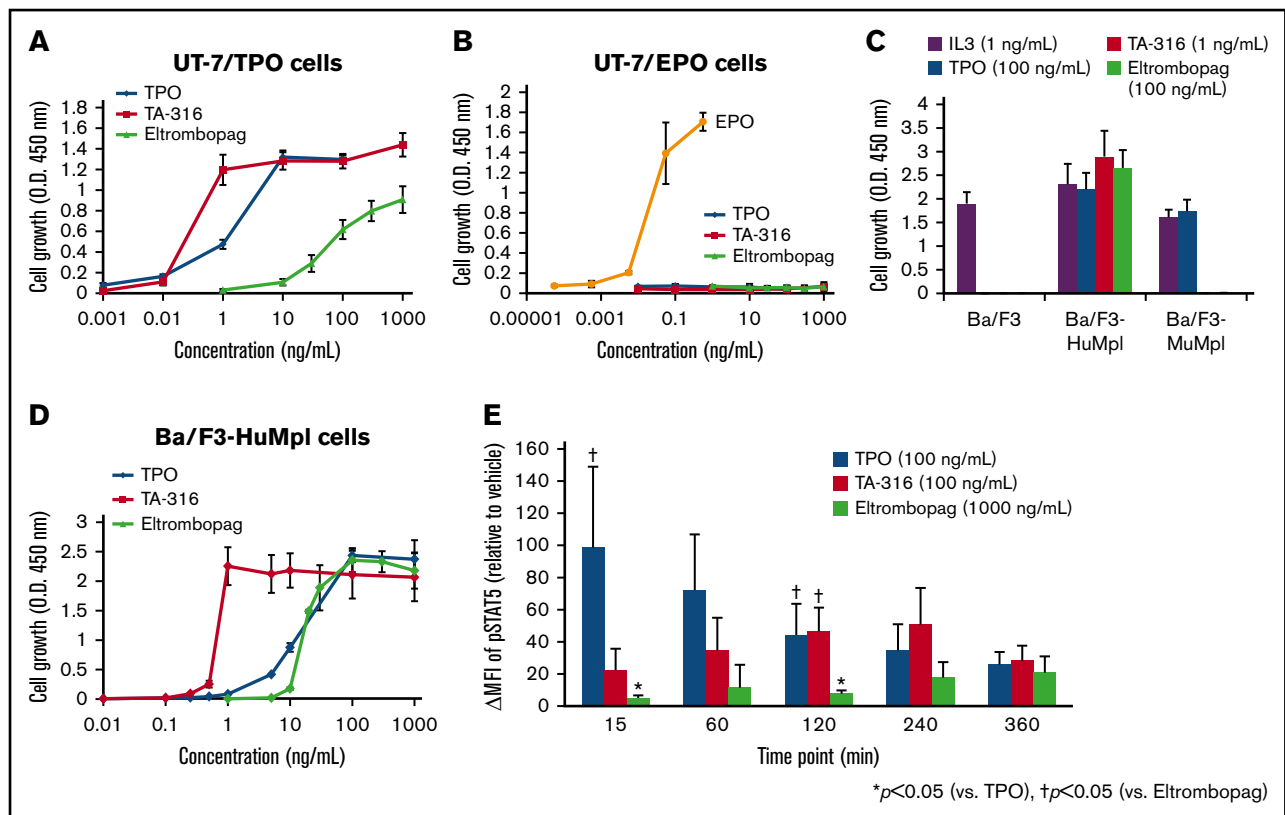 A
UT-7/TPO cells
TPO
TA-316
Eltrombopag
Cell growth (O.D. 450 nm)
1.8
1.6
1.4
1.2
1
0.8
0.6
0.4
0.2
0
0.001 0.01 0.1 1 10 100 1000
Concentration (ng/mL)
B
UT-7/EPO cells
EPO
TPO
TA-316
Eltrombopag
Cell growth (O.D. 450 nm)
2
1.8
1.6
1.4
1.2
1
0.8
0.6
0.4
0.2
0
0.00001 0.001 0.1 10 1000
Concentration (ng/mL)
C
IL3 (1 ng/mL) TA-316 (1 ng/mL)
TPO (100 ng/mL) Eltrombopag
(100 ng/mL)
Cell growth (O.D. 450 nm)
4
3.5
3
2.5
2
1.5
1
0.5
0
Ba/F3 Ba/F3- Ba/F3-
HuMpl MuMpl
D
Ba/F3-HuMpl cells
TPO
TA-316
Eltrombopag
Cell growth (O.D. 450 nm)
3
2.5
2
1.5
1
0.5
0
0.01 0.1 1 10 100 1000
Concentration (ng/mL)
E
TPO (100 ng/mL)
TA-316 (100 ng/mL)
Eltrombopag (1000 ng/mL)
ΔMFI of pSTAT5 (relative to vehicle)
160
140
120
100
80
60
40
20
0
†
*
† †
*
15 60 120 240 360
Time point (min)
*p<0.05 (vs. TPO), †p<0.05 (vs. Eltrombopag)